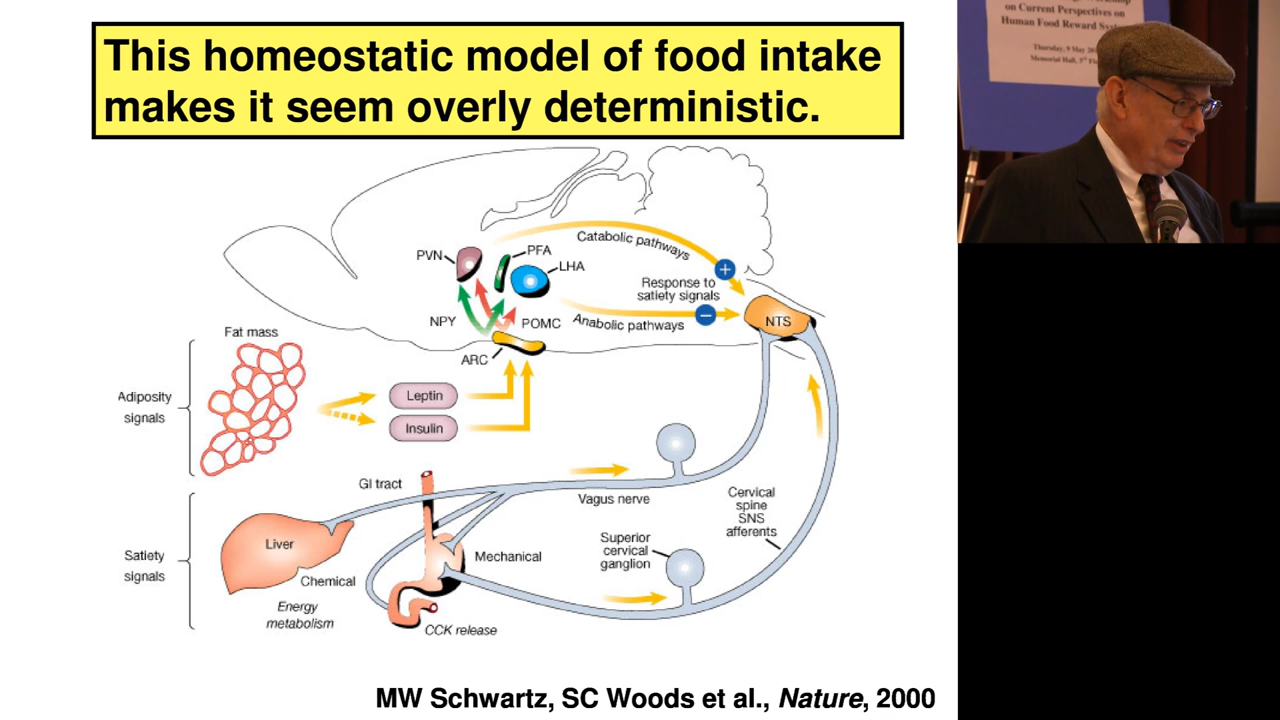 This homeostatic model of food intake
makes it seem overly deterministic.
on Current Perspectives on
Human Food Reward
Thursday, 9 May
Memorial Hall,
PVN
PFA
LHA
Catabolic pathways
+
Response to
satiety signals
NPY
POMC
Anabolic pathways
−
NTS
ARC
Fat mass
Adiposity
signals
Leptin
Insulin
GI tract
Vagus nerve
Cervical
spine
SNS
afferents
Satiety
signals
Liver
Chemical
Energy
metabolism
Mechanical
Superior
cervical
ganglion
CCK release
MW Schwartz, SC Woods et al., Nature, 2000